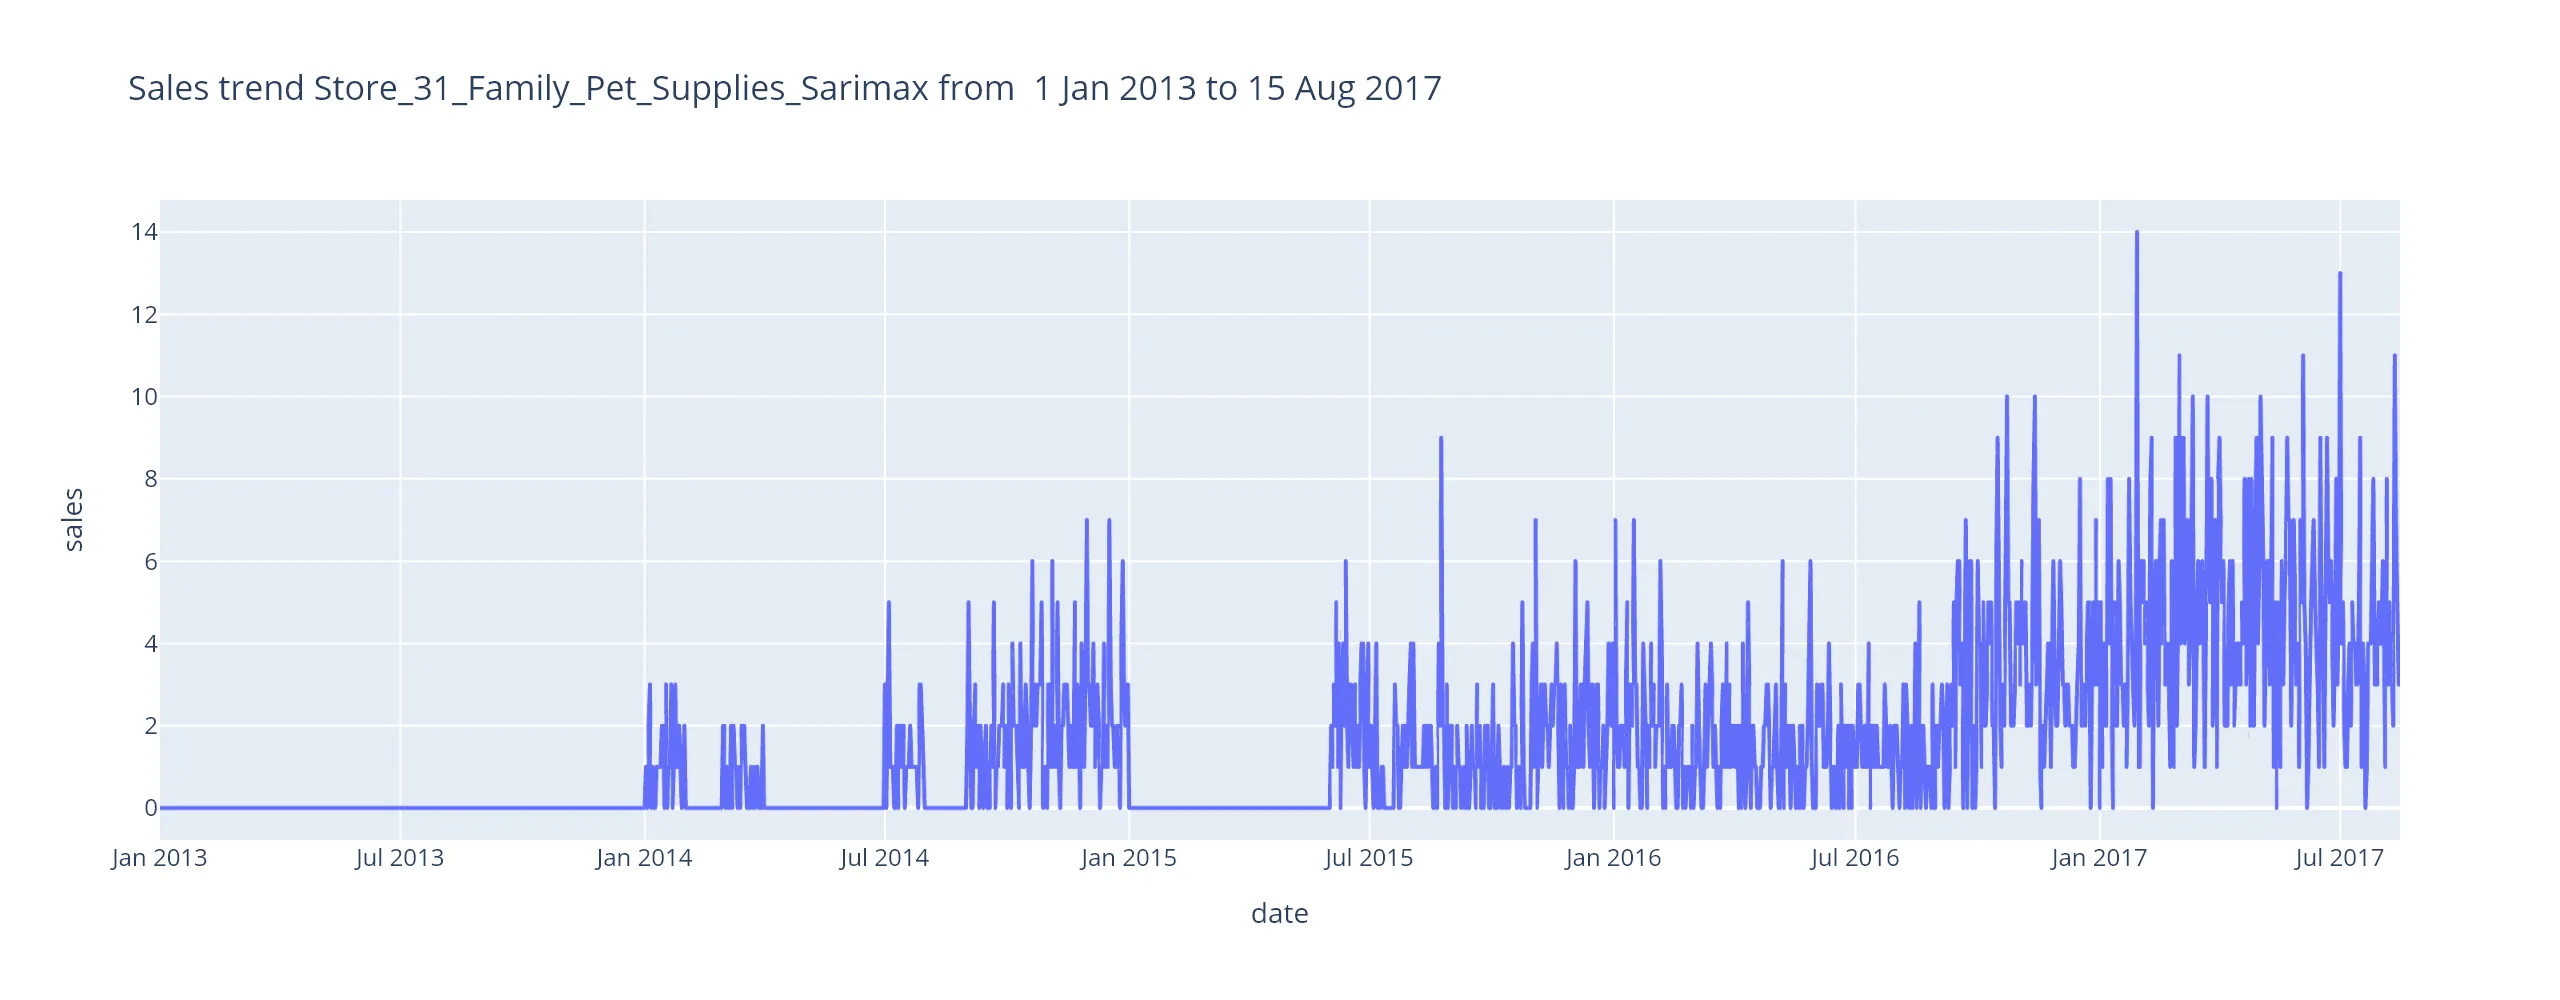 Sales trend Store_31_Family_Pet_Supplies_Sarimax from  1 Jan 2013 to 15 Aug 2017
14
12
10
8
6
4
2
0
sales
Jan 2013 Jul 2013 Jan 2014 Jul 2014 Jan 2015 Jul 2015 Jan 2016 Jul 2016 Jan 2017 Jul 2017
date